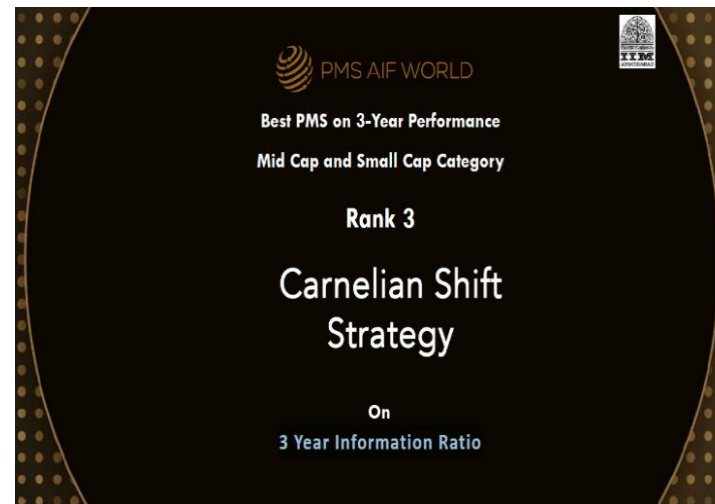 IIM
PMS AIF WORLD
Best PMS on 3-Year Performance
Mid Cap and Small Cap Category
Rank 3
Carnelian Shift
Strategy
On
3 Year Information Ratio